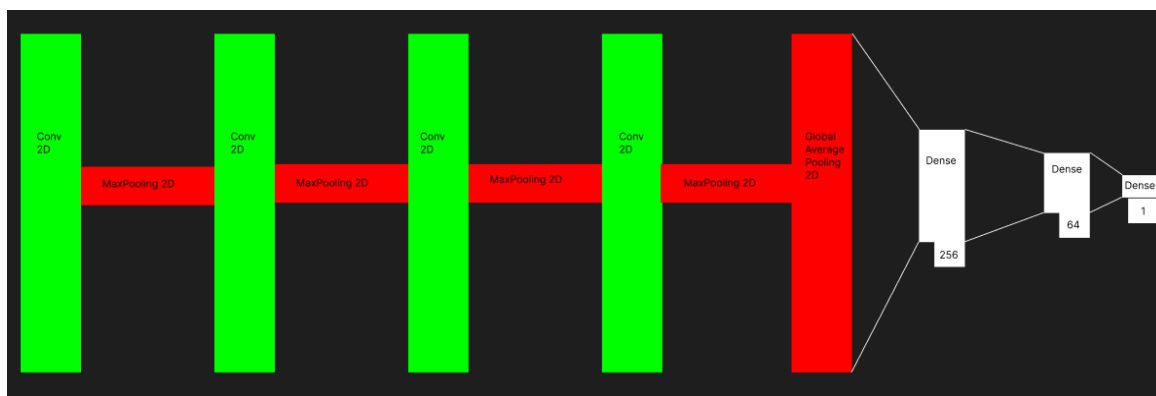 Conv
2D
MaxPooling 2D
Conv
2D
MaxPooling 2D
Conv
2D
MaxPooling 2D
Conv
2D
MaxPooling 2D
Global
Average
Pooling
2D
Dense
256
Dense
64
Dense
1